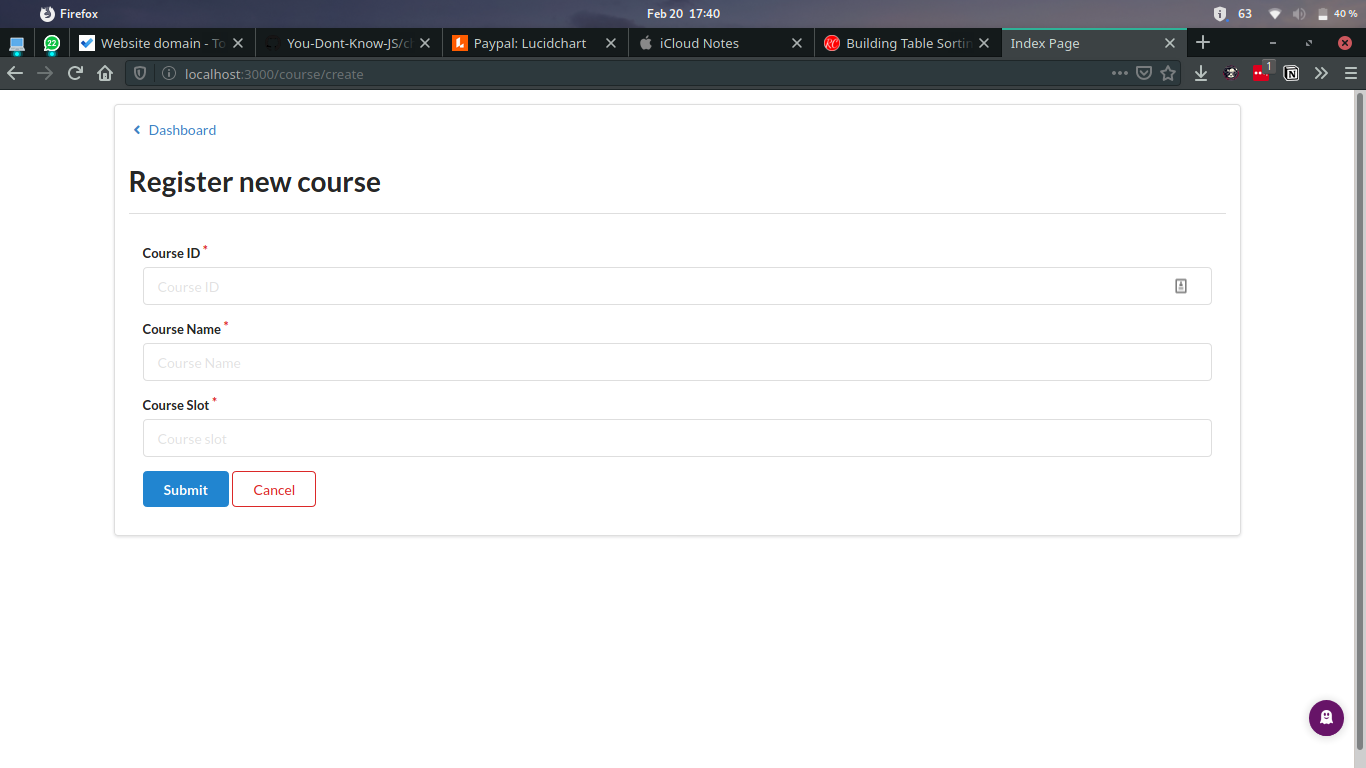 Firefox
Feb 20 17:40
63
40 %
22
Website domain - To
You-Dont-Know-JS/ch
Paypal: Lucidchart
iCloud Notes
RC
Building Table Sortin
Index Page
localhost:3000/course/create
1
Dashboard
Register new course
Course ID *
Course ID
Course Name *
Course Name
Course Slot *
Course slot
Submit
Cancel